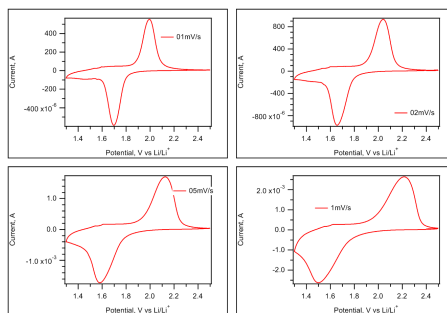 Current, A
400
200
0
-200
-400 x10⁻⁶
01mV/s
1.4 1.6 1.8 2.0 2.2 2.4
Potential, V vs Li/Li⁺
Current, A
800
400
0
-400
-800 x10⁻⁶
02mV/s
1.4 1.6 1.8 2.0 2.2 2.4
Potential, V vs Li/Li⁺
Current, A
1.0
0.0
-1.0 x10⁻³
05mV/s
1.4 1.6 1.8 2.0 2.2 2.4
Potential, V vs Li/Li⁺
Current, A
2.0 x10⁻³
1.0
0.0
-1.0
-2.0
1mV/s
1.4 1.6 1.8 2.0 2.2 2.4
Potential, V vs Li/Li⁺